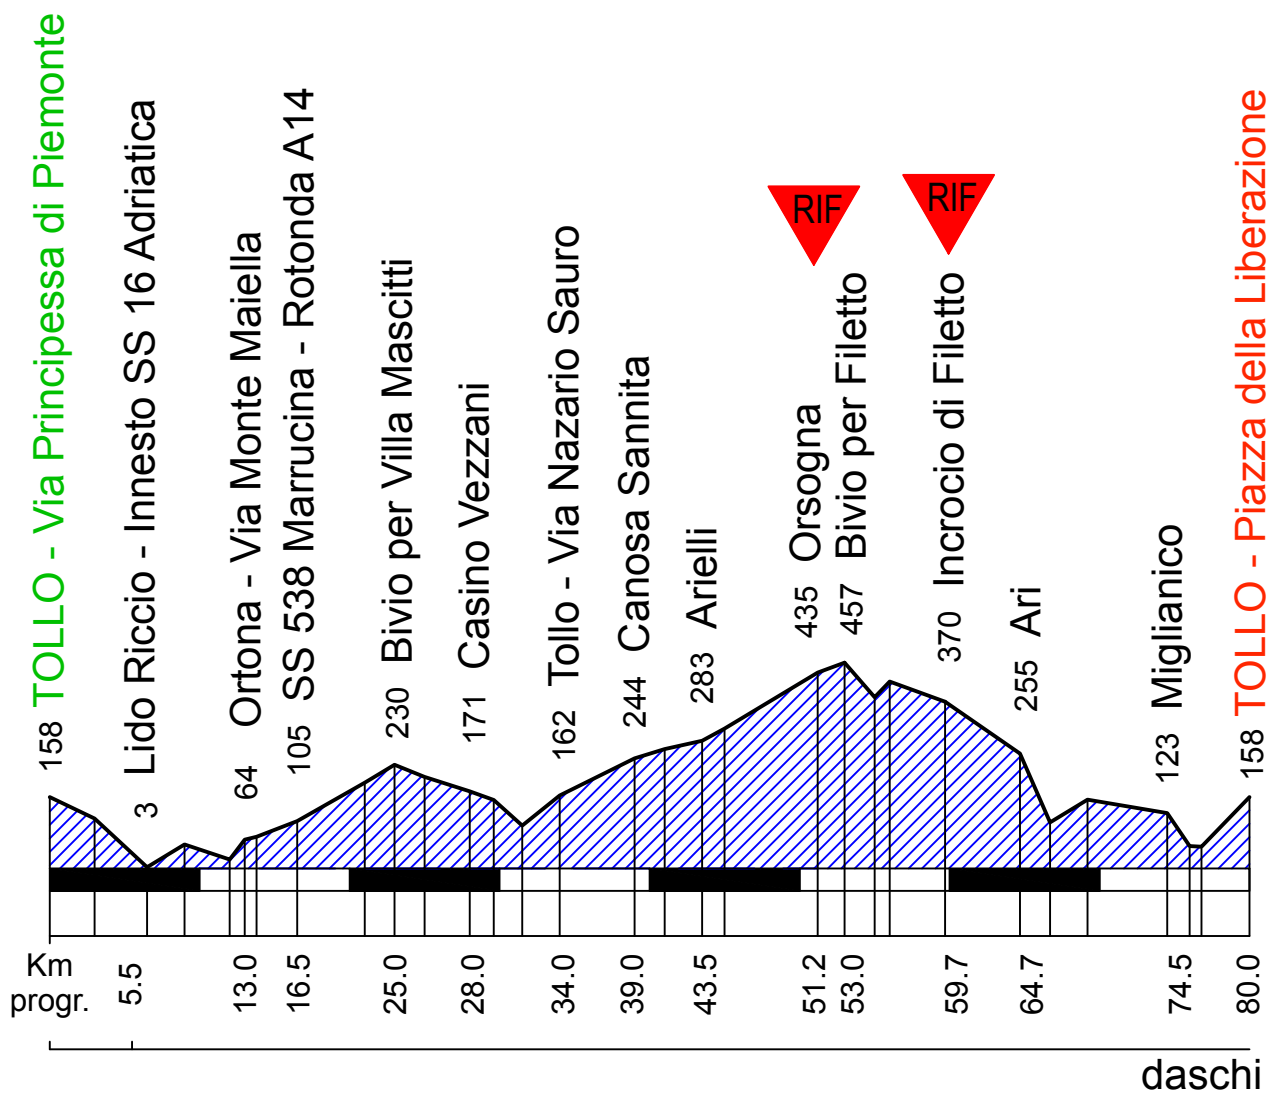 158 TOLLO - Via Principessa di Piemonte
3 Lido Riccio - Innesto SS 16 Adriatica
64 Ortona - Via Monte Maiella
105 SS 538 Marrucina - Rotonda A14
230 Bivio per Villa Mascitti
171 Casino Vezzani
162 Tollo - Via Nazario Sauro
244 Canosa Sannita
283 Arielli
RIF
435 Orsogna
457 Bivio per Filetto
RIF
370 Incrocio di Filetto
255 Ari
123 Miglianico
158 TOLLO - Piazza della Liberazione
Km
progr.
5.5
13.0
16.5
25.0
28.0
34.0
39.0
43.5
51.2
53.0
59.7
64.7
74.5
80.0
daschi